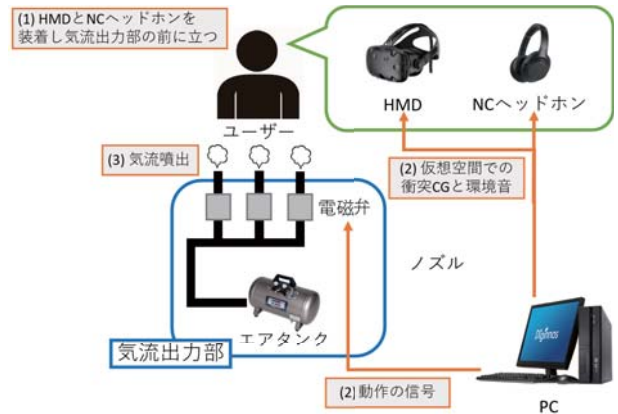 (1) HMDとNCヘッドホンを
装着し気流出力部の前に立つ
HMD
NCヘッドホン
ユーザー
(3) 気流噴出
(2) 仮想空間での
衝突CGと環境音
電磁弁
ノズル
エアタンク
気流出力部
Diginnos
(2) 動作の信号
PC